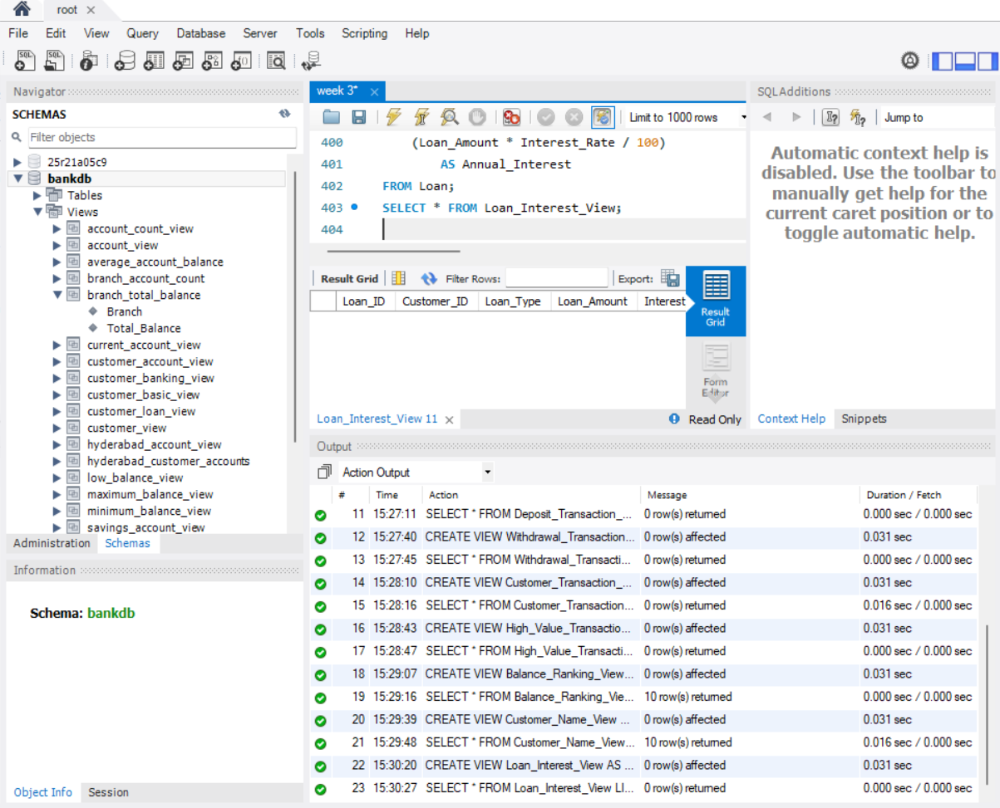 root ×
File Edit View Query Database Server Tools Scripting Help
Navigator
SCHEMAS
Filter objects
25r21a05c9
bankdb
Tables
Views
account_count_view
account_view
average_account_balance
branch_account_count
branch_total_balance
Branch
Total_Balance
current_account_view
customer_account_view
customer_banking_view
customer_basic_view
customer_loan_view
customer_view
hyderabad_account_view
hyderabad_customer_accounts
low_balance_view
maximum_balance_view
minimum_balance_view
savings_account_view
Administration Schemas
Information
Schema: bankdb
Object Info Session
week 3* ×
Limit to 1000 rows
400 (Loan_Amount * Interest_Rate / 100)
401 AS Annual_Interest
402 FROM Loan;
403 SELECT * FROM Loan_Interest_View;
404
Result Grid Filter Rows: Export:
Loan_ID Customer_ID Loan_Type Loan_Amount Interest
Result
Grid
Form
Editor
Loan_Interest_View 11 × Read Only
SQLAdditions
Jump to
Automatic context help is
disabled. Use the toolbar to
manually get help for the
current caret position or to
toggle automatic help.
Context Help Snippets
Output
Action Output
# Time Action Message Duration / Fetch
11 15:27:11 SELECT * FROM Deposit_Transaction_... 0 row(s) returned 0.000 sec / 0.000 sec
12 15:27:40 CREATE VIEW Withdrawal_Transaction... 0 row(s) affected 0.031 sec
13 15:27:45 SELECT * FROM Withdrawal_Transacti... 0 row(s) returned 0.000 sec / 0.000 sec
14 15:28:10 CREATE VIEW Customer_Transaction_... 0 row(s) affected 0.031 sec
15 15:28:16 SELECT * FROM Customer_Transaction... 0 row(s) returned 0.016 sec / 0.000 sec
16 15:28:43 CREATE VIEW High_Value_Transactio... 0 row(s) affected 0.031 sec
17 15:28:47 SELECT * FROM High_Value_Transacti... 0 row(s) returned 0.000 sec / 0.000 sec
18 15:29:07 CREATE VIEW Balance_Ranking_View... 0 row(s) affected 0.031 sec
19 15:29:16 SELECT * FROM Balance_Ranking_Vie... 10 row(s) returned 0.000 sec / 0.000 sec
20 15:29:39 CREATE VIEW Customer_Name_View ... 0 row(s) affected 0.031 sec
21 15:29:48 SELECT * FROM Customer_Name_View... 10 row(s) returned 0.016 sec / 0.000 sec
22 15:30:20 CREATE VIEW Loan_Interest_View AS ... 0 row(s) affected 0.031 sec
23 15:30:27 SELECT * FROM Loan_Interest_View LI... 0 row(s) returned 0.000 sec / 0.000 sec